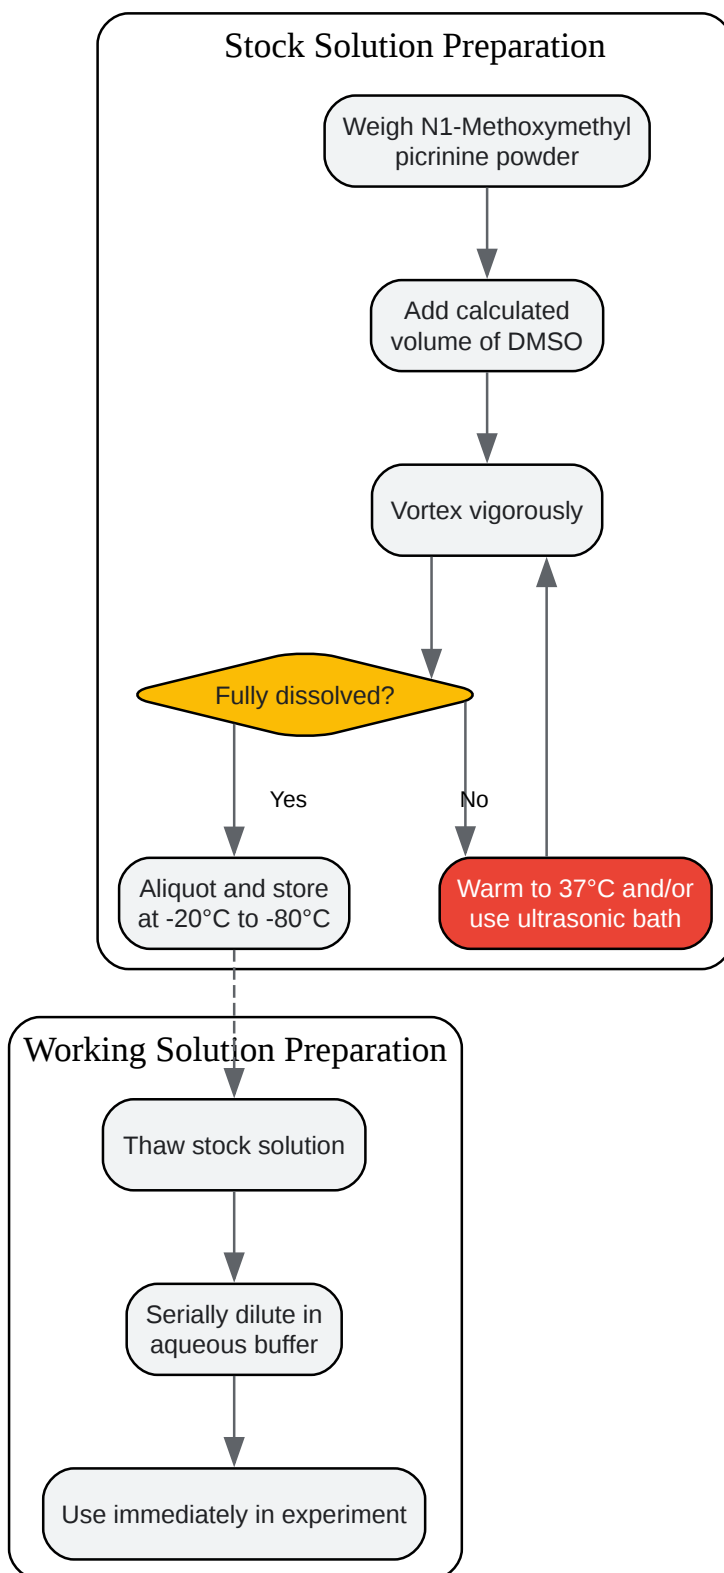 Stock Solution Preparation
Weigh N1-Methoxymethyl
picrinine powder
Add calculated
volume of DMSO
Vortex vigorously
Fully dissolved?
Yes
No
Aliquot and store
at -20°C to -80°C
Warm to 37°C and/or
use ultrasonic bath
Working Solution Preparation
Thaw stock solution
Serially dilute in
aqueous buffer
Use immediately in experiment